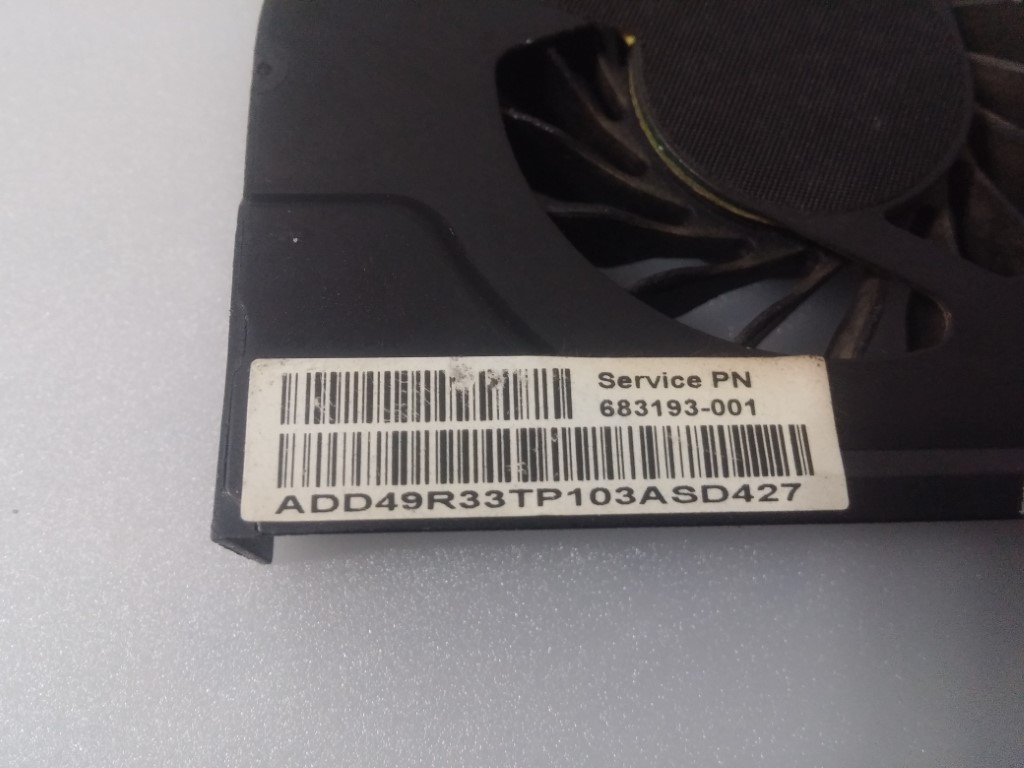 Service PN
683193-001
ADD49R33TP103ASD427